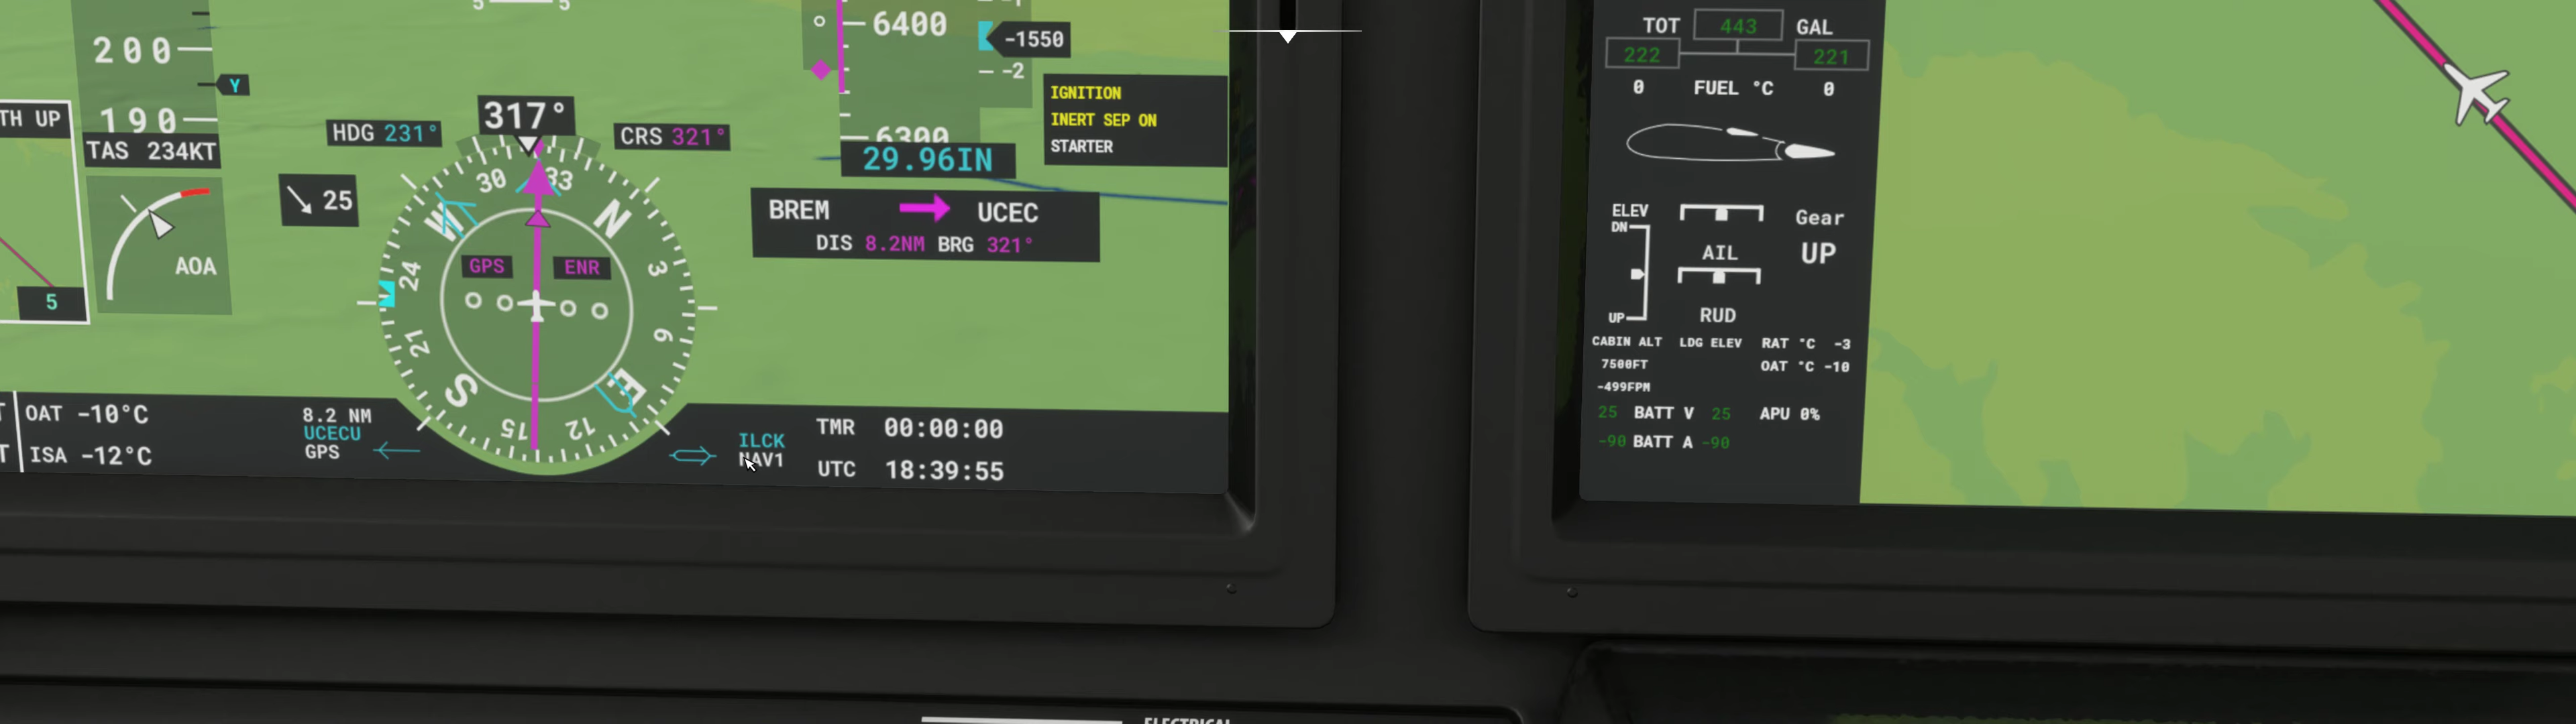 5 5
200
190
TH UP
TAS 234KT
AOA
5
25
HDG 231°
317°
CRS 321°
30
33
N
3
6
E
12
15
S
21
24
W
GPS
ENR
6400
6300
-1550
-2
29.96IN
IGNITION
INERT SEP ON
STARTER
BREM UCEC
DIS 8.2NM BRG 321°
OAT -10°C
ISA -12°C
8.2 NM
UCECU
GPS
ILCK
NAV1
TMR 00:00:00
UTC 18:39:55
TOT 443 GAL
222 221
0 FUEL °C 0
ELEV
DN
UP
AIL
RUD
Gear
UP
CABIN ALT LDG ELEV RAT °C -3
7500FT OAT °C -10
-499FPM
25 BATT V 25 APU 0%
-90 BATT A -90
ELECTRICAL